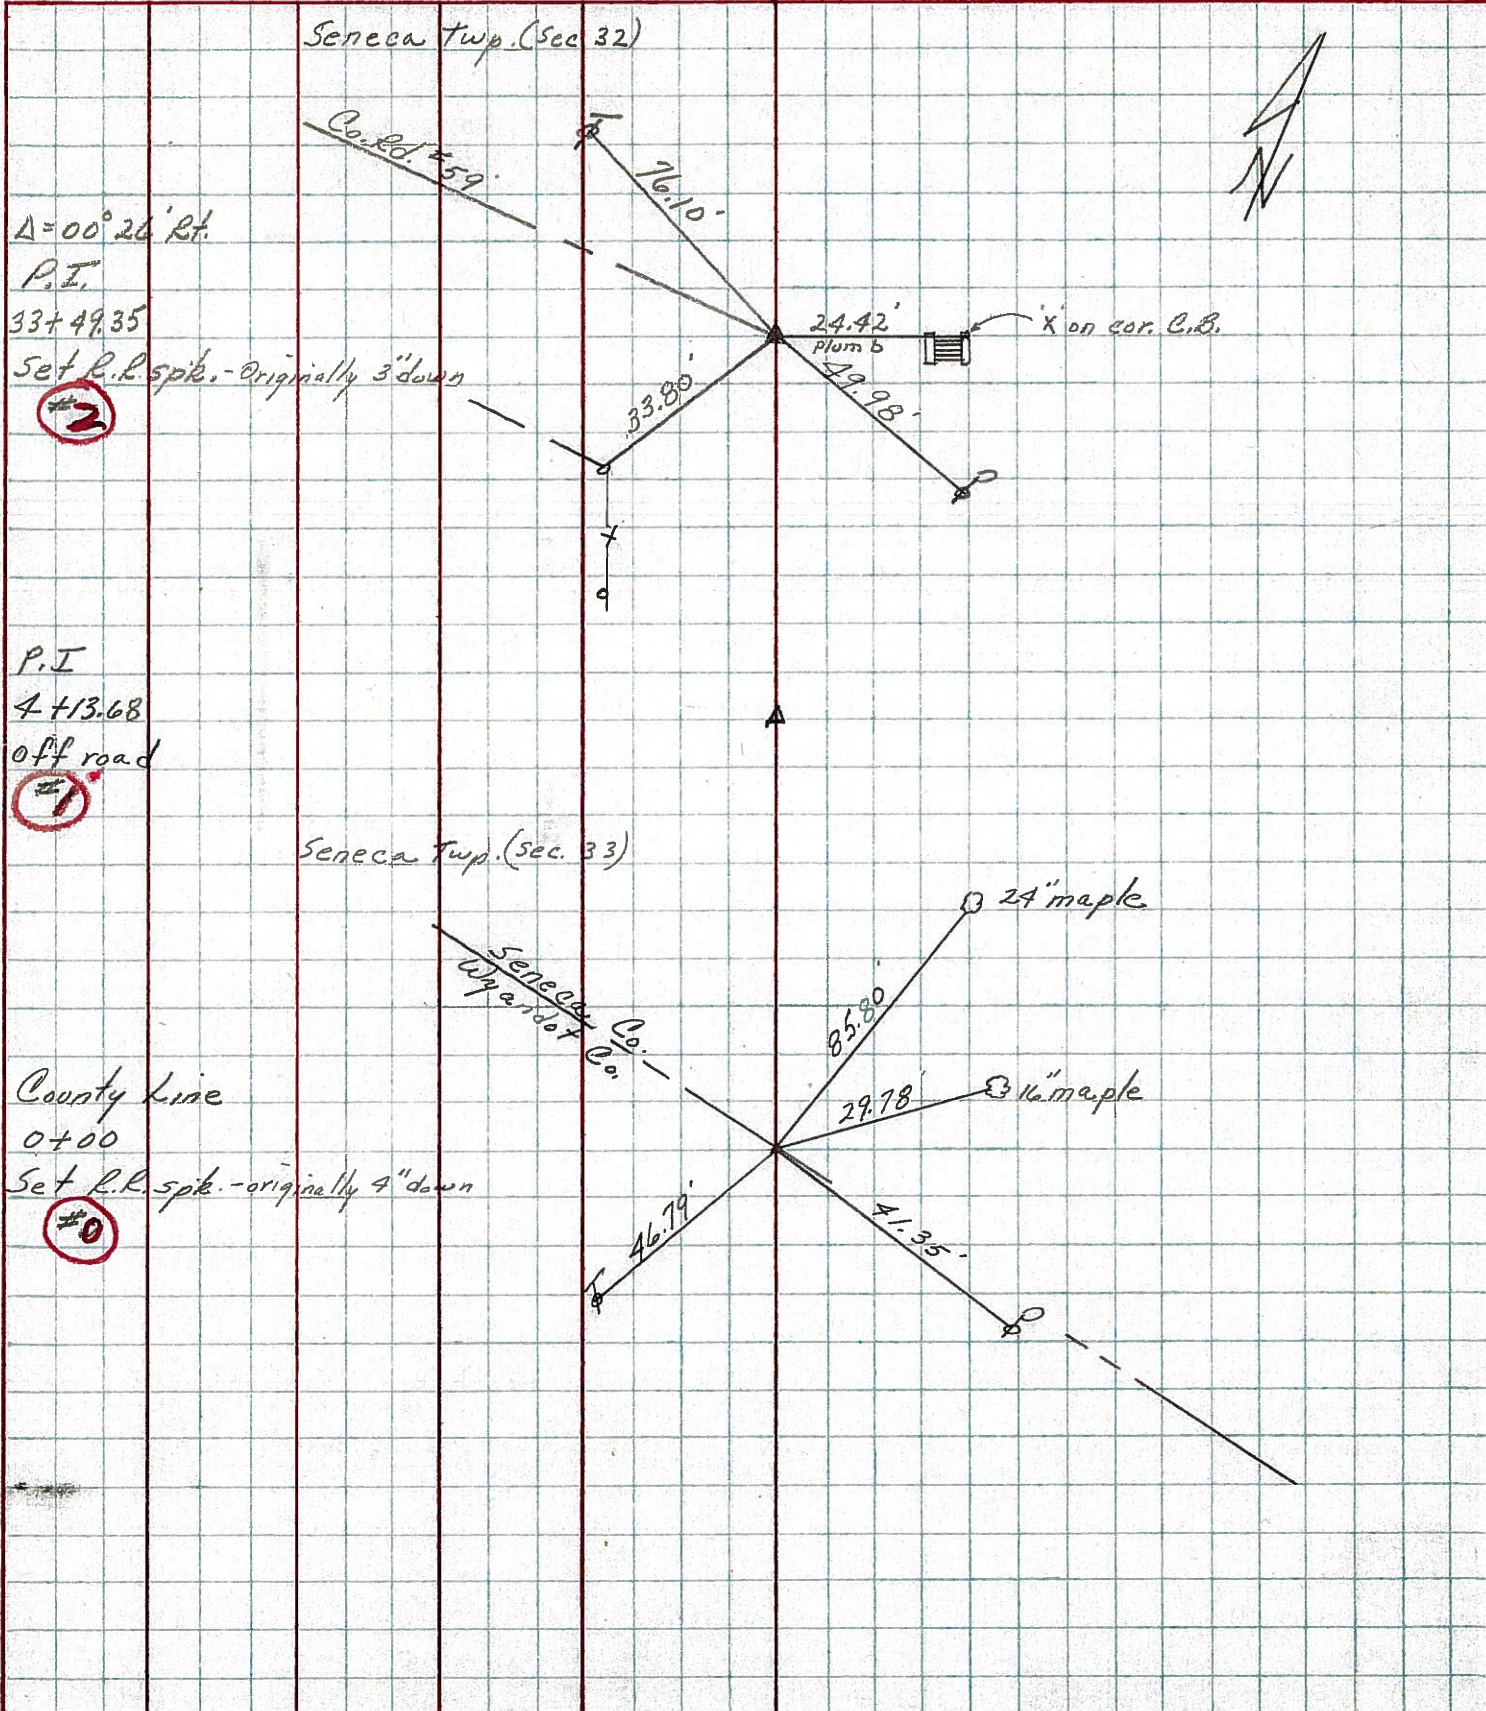 Seneca Twp. (Sec 32)
Co. Rd. #59
76.10'
Δ=00°26' Rt.
P.I.
33+49.35
Set R.R. spk. - Originally 3" down
#2
24.42'
Plumb
'X' on cor. C.B.
33.80'
49.98'
P.I
4+13.68
Off road
#1
Seneca Twp. (Sec. 33)
24" maple
Seneca Co.
Wyandot Co.
85.80'
29.78'
16" maple
County Line
0+00
Set R.R. spk. - originally 4" down
#0
46.79'
41.35'
N